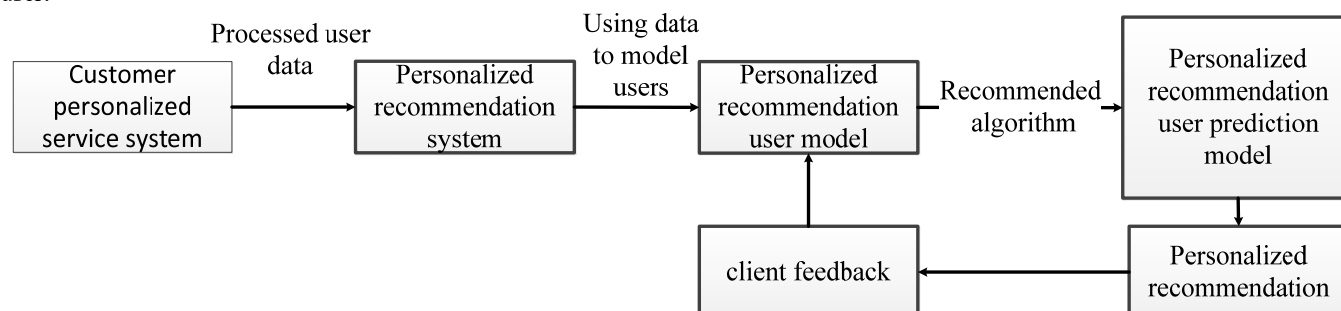 Customer
personalized
service system
Processed user
data
Personalized
recommendation
system
Using data
to model
users
Personalized
recommendation
user model
Recommended
algorithm
Personalized
recommendation
user prediction
model
Personalized
recommendation
client feedback